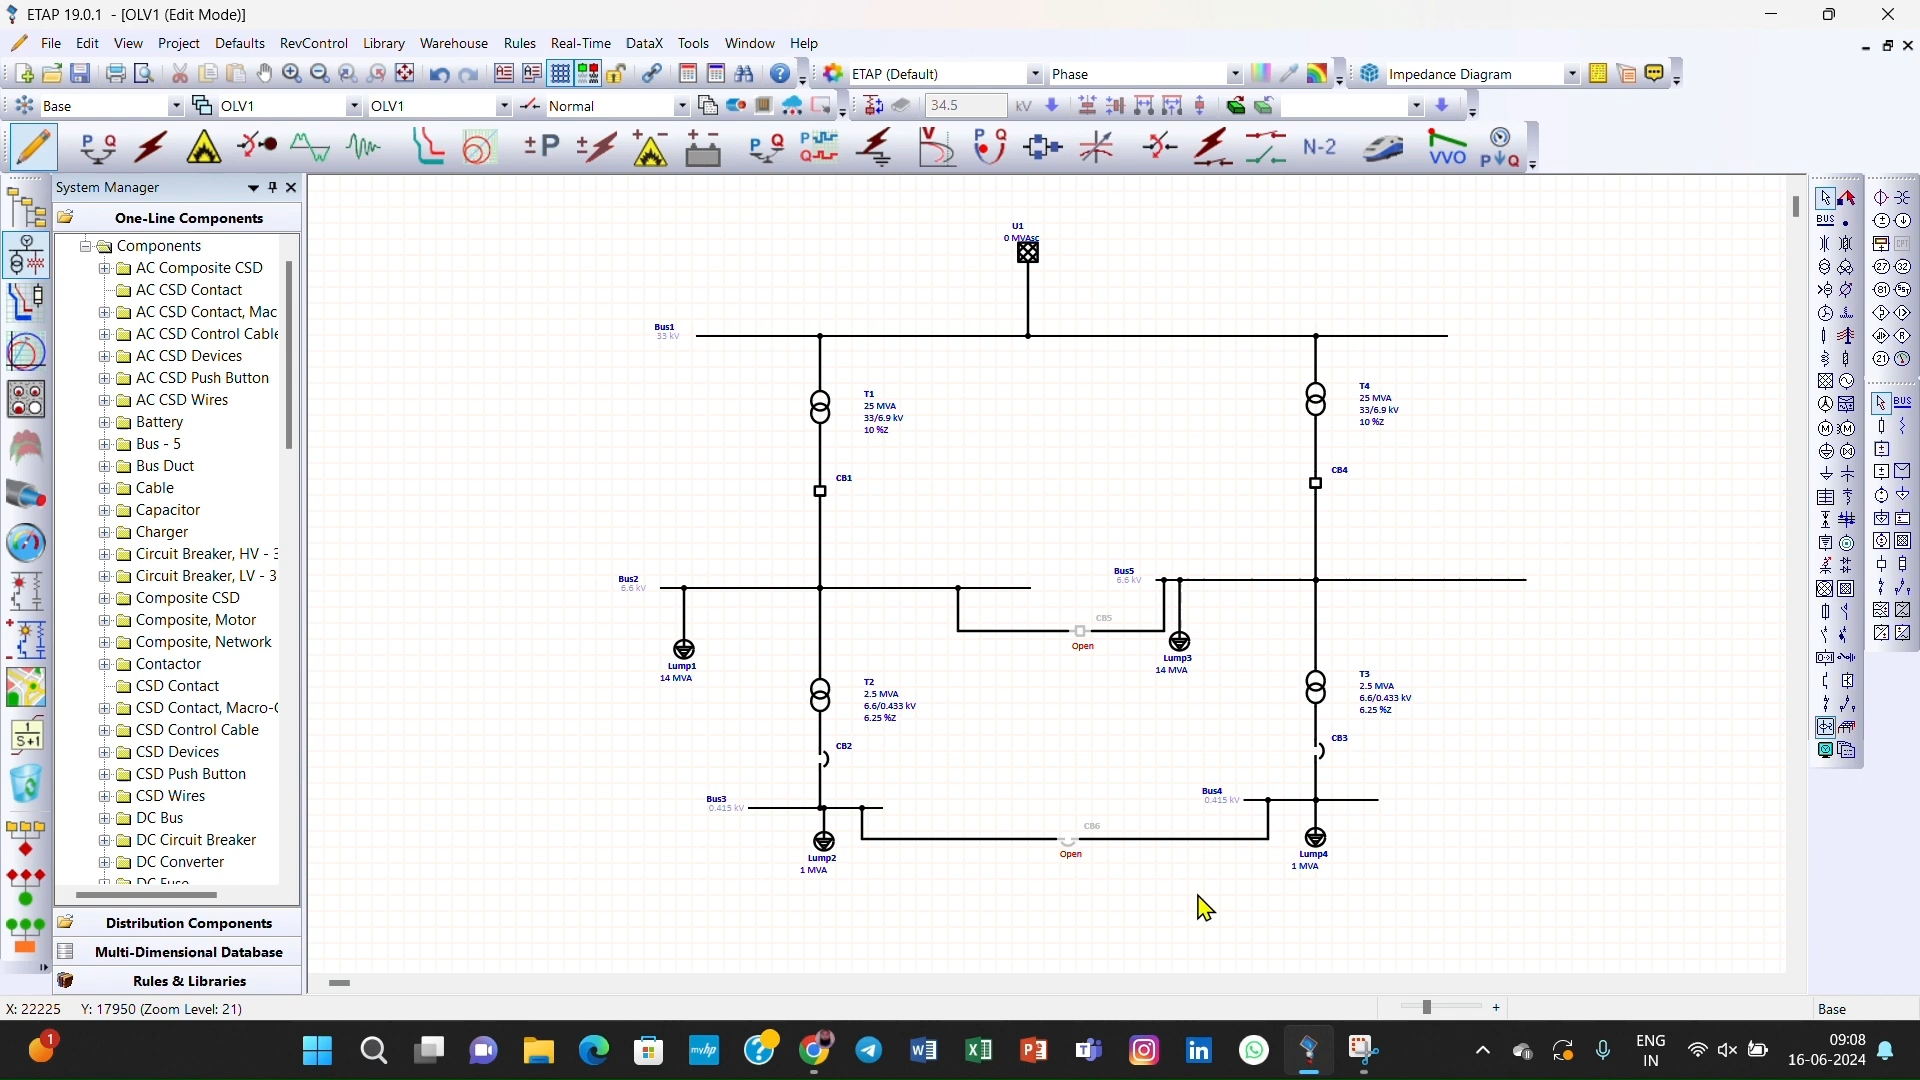 ETAP 19.0.1 - [OLV1 (Edit Mode)]
File Edit View Project Defaults RevControl Library Warehouse Rules Real-Time DataX Tools Window Help
ETAP (Default) Phase Impedance Diagram
Base OLV1 OLV1 Normal 34.5 kV
N-2 VVO
System Manager
One-Line Components
Components
AC Composite CSD
AC CSD Contact
AC CSD Contact, Mac
AC CSD Control Cable
AC CSD Devices
AC CSD Push Button
AC CSD Wires
Battery
Bus - 5
Bus Duct
Cable
Capacitor
Charger
Circuit Breaker, HV - 3
Circuit Breaker, LV - 3
Composite CSD
Composite, Motor
Composite, Network
Contactor
CSD Contact
CSD Contact, Macro-
CSD Control Cable
CSD Devices
CSD Push Button
CSD Wires
DC Bus
DC Circuit Breaker
DC Converter
DC Fuse
Distribution Components
Multi-Dimensional Database
Rules & Libraries
U1
0 MVAsc
Bus1
33 kV
T1
25 MVA
33/6.9 kV
10 %Z
T4
25 MVA
33/6.9 kV
10 %Z
CB1
CB4
Bus2
6.6 kV
Bus5
6.6 kV
CB5
Open
Lump1
14 MVA
Lump3
14 MVA
T2
2.5 MVA
6.6/0.433 kV
6.25 %Z
T3
2.5 MVA
6.6/0.433 kV
6.25 %Z
CB2
CB3
Bus3
0.415 kV
Bus4
0.415 kV
CB6
Open
Lump2
1 MVA
Lump4
1 MVA
X: 22225 Y: 17950 (Zoom Level: 21)
Base
ENG
IN
09:08
16-06-2024